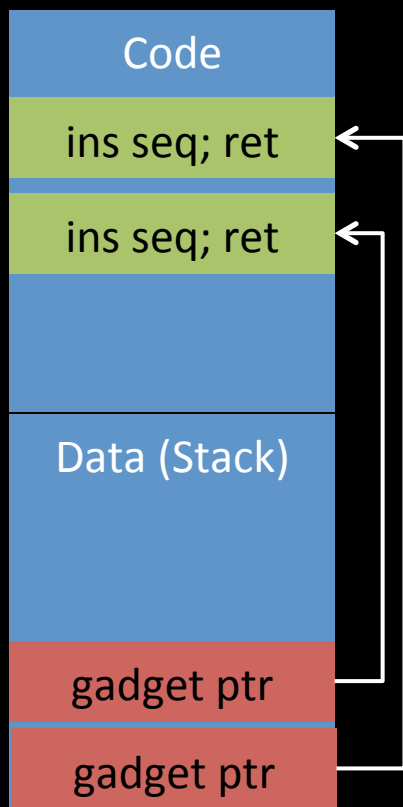 Code
ins seq; ret
ins seq; ret
Data (Stack)
gadget ptr
gadget ptr